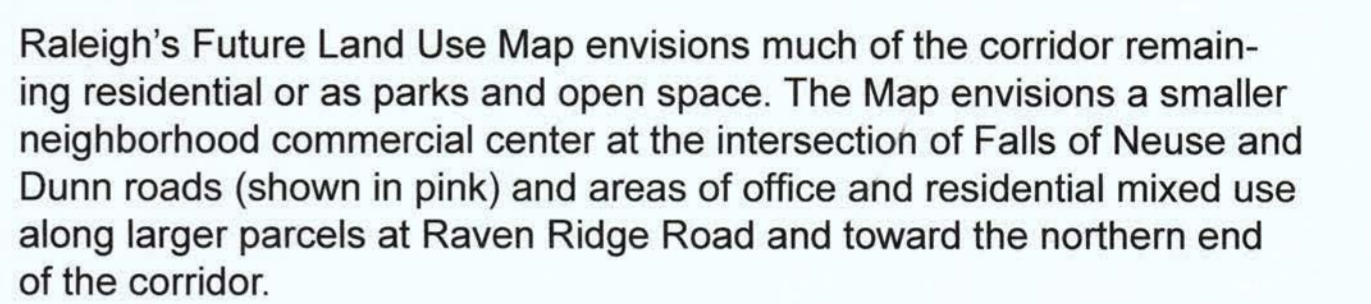 Raleigh's Future Land Use Map envisions much of the corridor remain-
ing residential or as parks and open space. The Map envisions a smaller
neighborhood commercial center at the intersection of Falls of Neuse and
Dunn roads (shown in pink) and areas of office and residential mixed use
along larger parcels at Raven Ridge Road and toward the northern end
of the corridor.